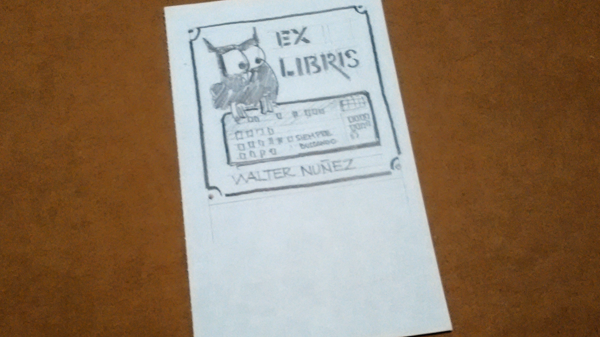 EX
LIBRIS
SIEMPRE
BUSCANDO
WALTER NUÑEZ